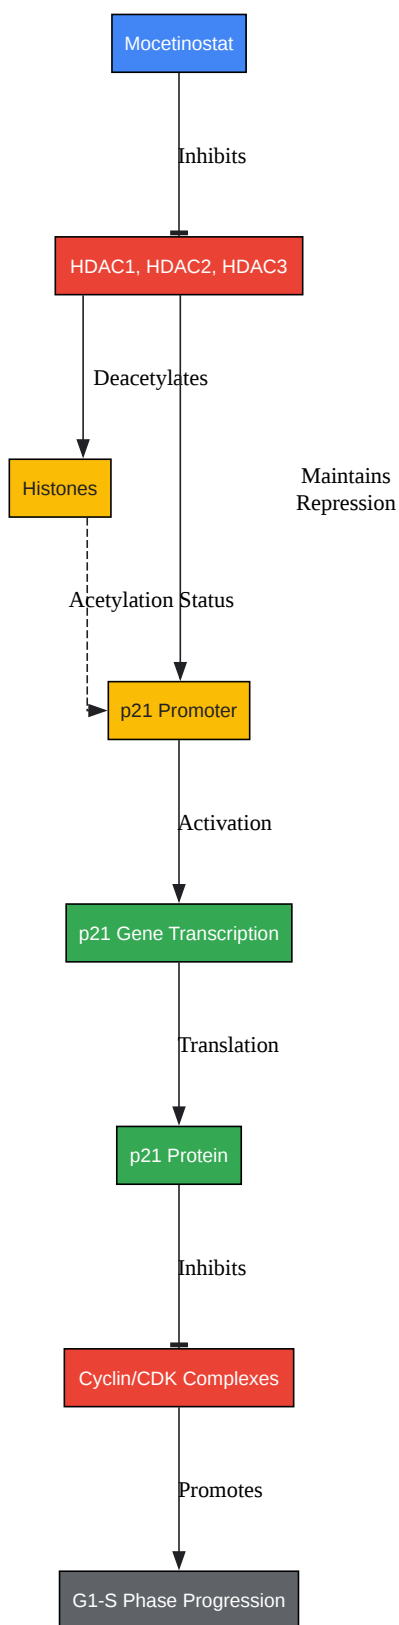 Mocetinostat
Inhibits
HDAC1, HDAC2, HDAC3
Deacetylates
Maintains
Repression
Histones
Acetylation Status
p21 Promoter
Activation
p21 Gene Transcription
Translation
p21 Protein
Inhibits
Cyclin/CDK Complexes
Promotes
G1-S Phase Progression